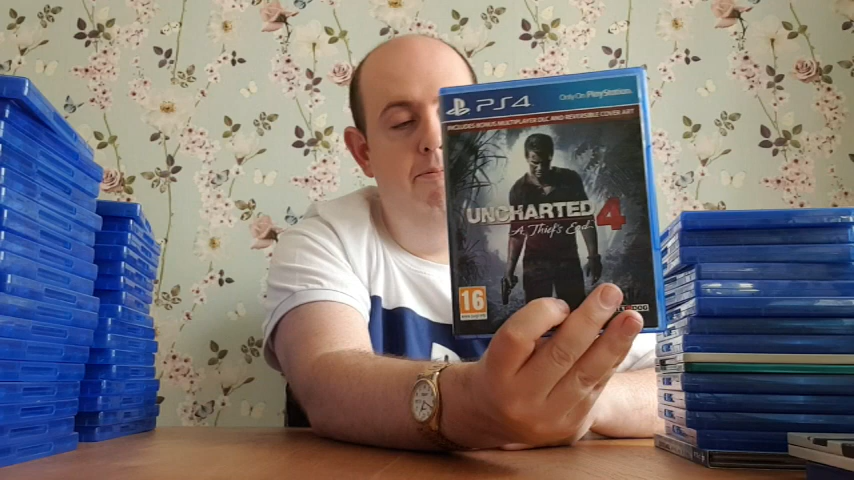 PS4
Only On PlayStation
INCLUDES BONUS MULTIPLAYER DLC AND REVERSIBLE COVER ART
UNCHARTED 4
A Thief's End
16